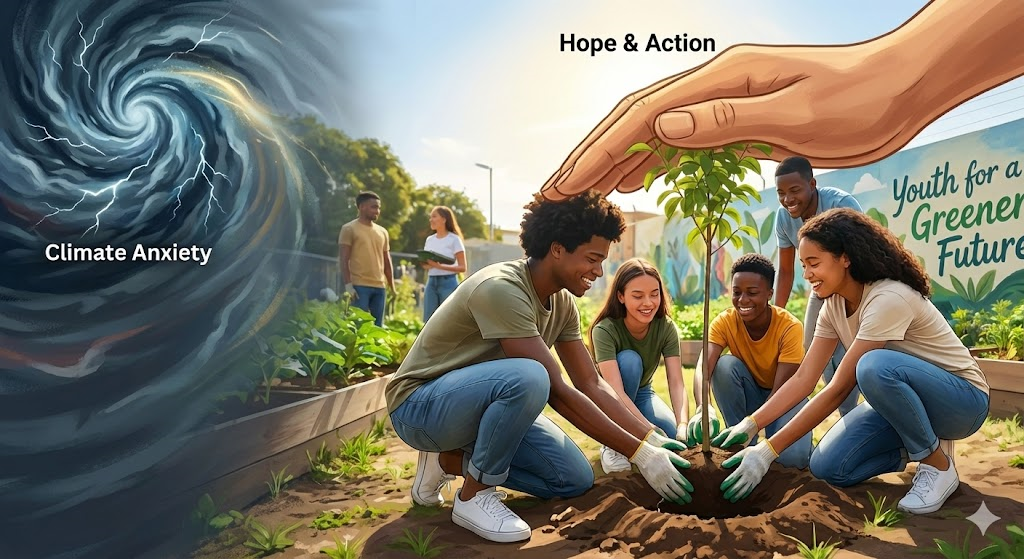 Hope & Action
Climate Anxiety
Youth for a
Greener
Future